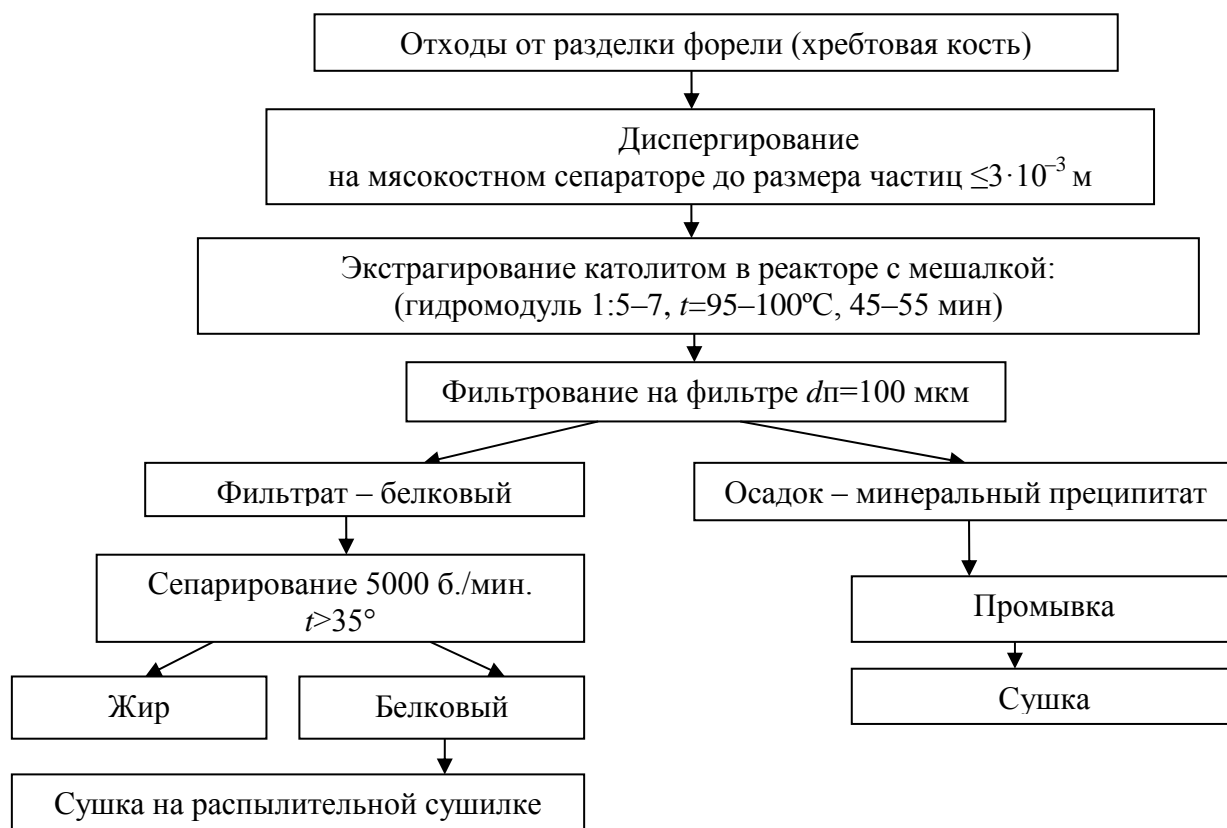 Отходы от разделки форели (хребтовая кость)
Диспергирование
на мясокостном сепараторе до размера частиц ≤3·10⁻³ м
Экстрагирование католитом в реакторе с мешалкой:
(гидромодуль 1:5–7, t=95–100ºС, 45–55 мин)
Фильтрование на фильтре dп=100 мкм
Фильтрат – белковый
Осадок – минеральный преципитат
Сепарирование 5000 б./мин.
t>35°
Промывка
Жир
Белковый
Сушка
Сушка на распылительной сушилке